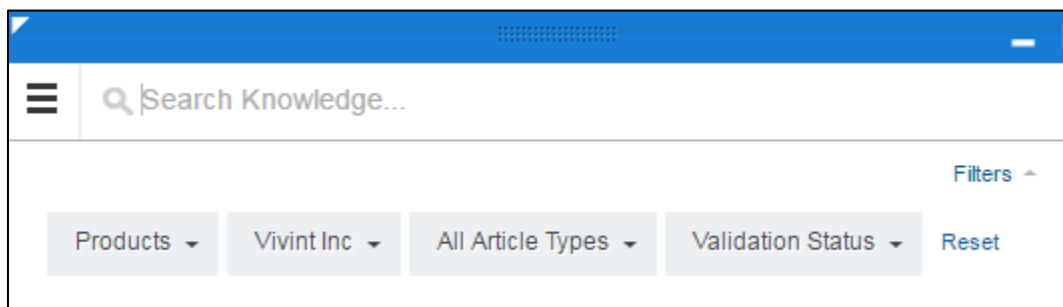 Search Knowledge...
Filters
Products Vivint Inc All Article Types Validation Status Reset